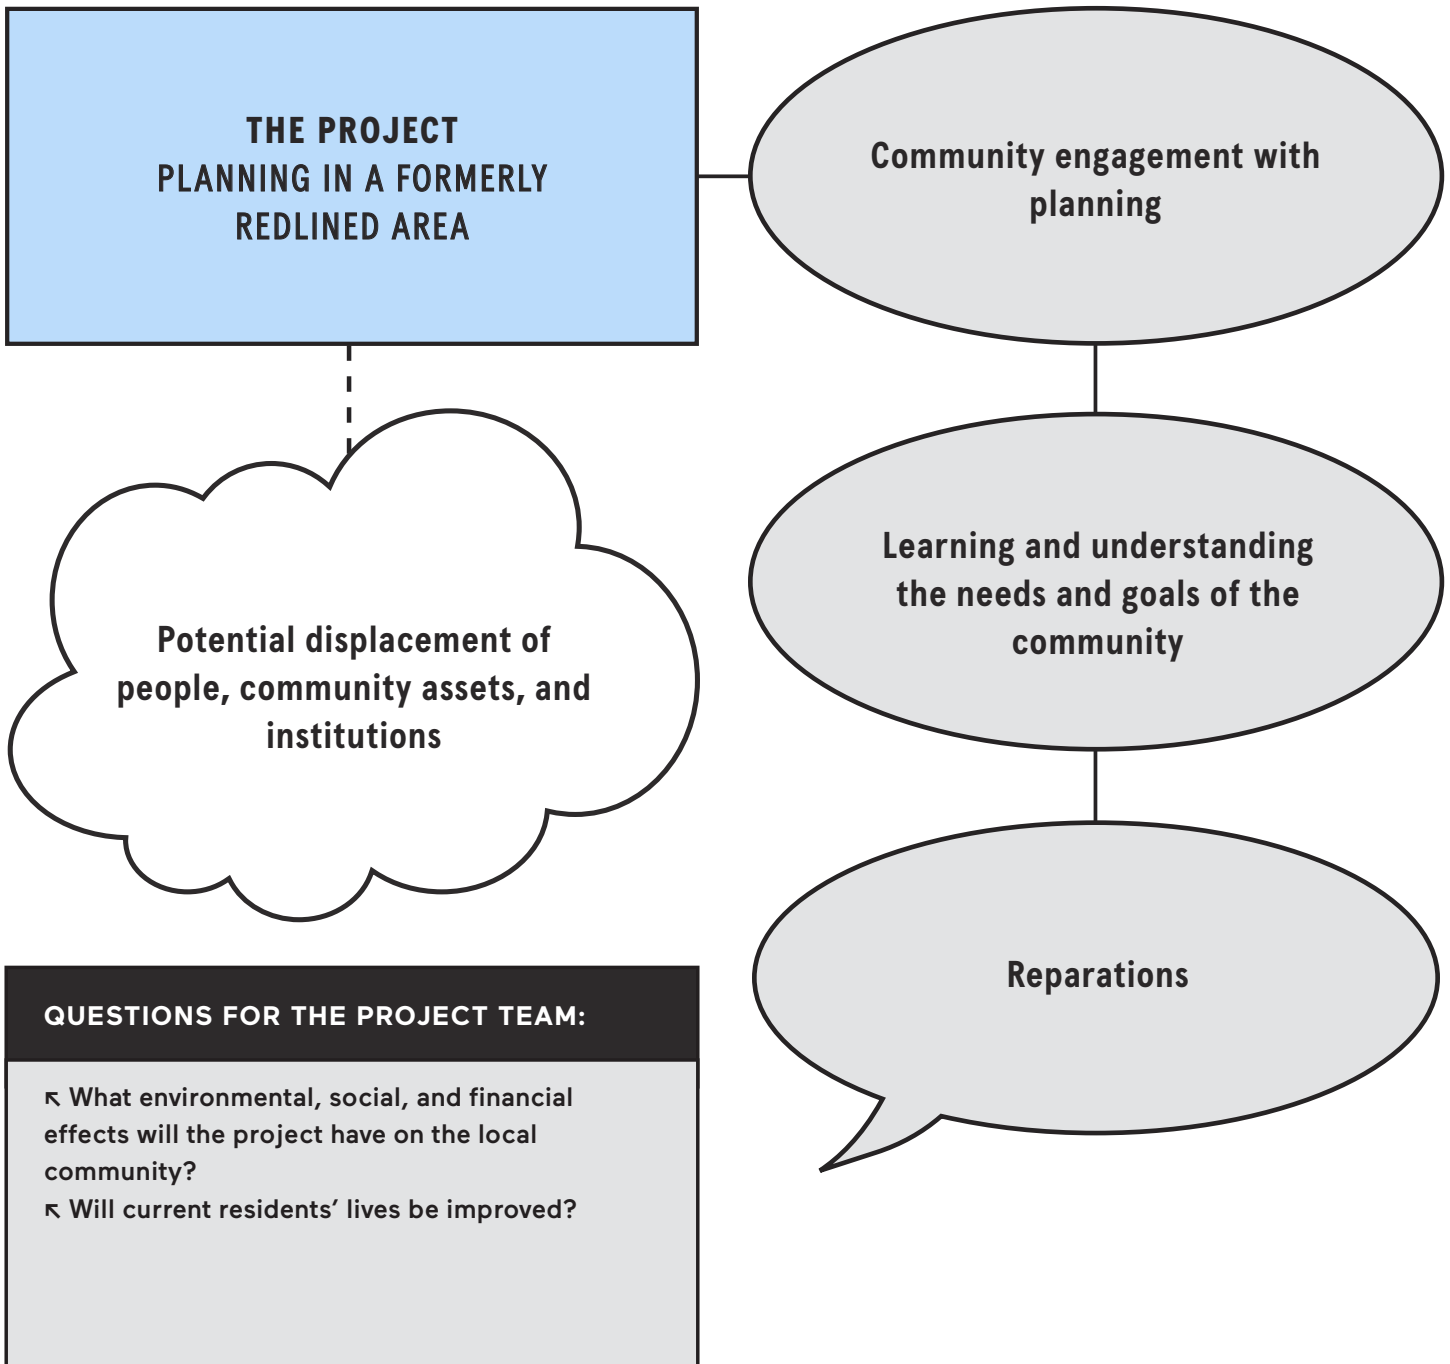 THE PROJECT
PLANNING IN A FORMERLY
REDLINED AREA
Community engagement with
planning
Learning and understanding
the needs and goals of the
community
Potential displacement of
people, community assets, and
institutions
Reparations
QUESTIONS FOR THE PROJECT TEAM:
↖ What environmental, social, and financial
effects will the project have on the local
community?
↖ Will current residents’ lives be improved?